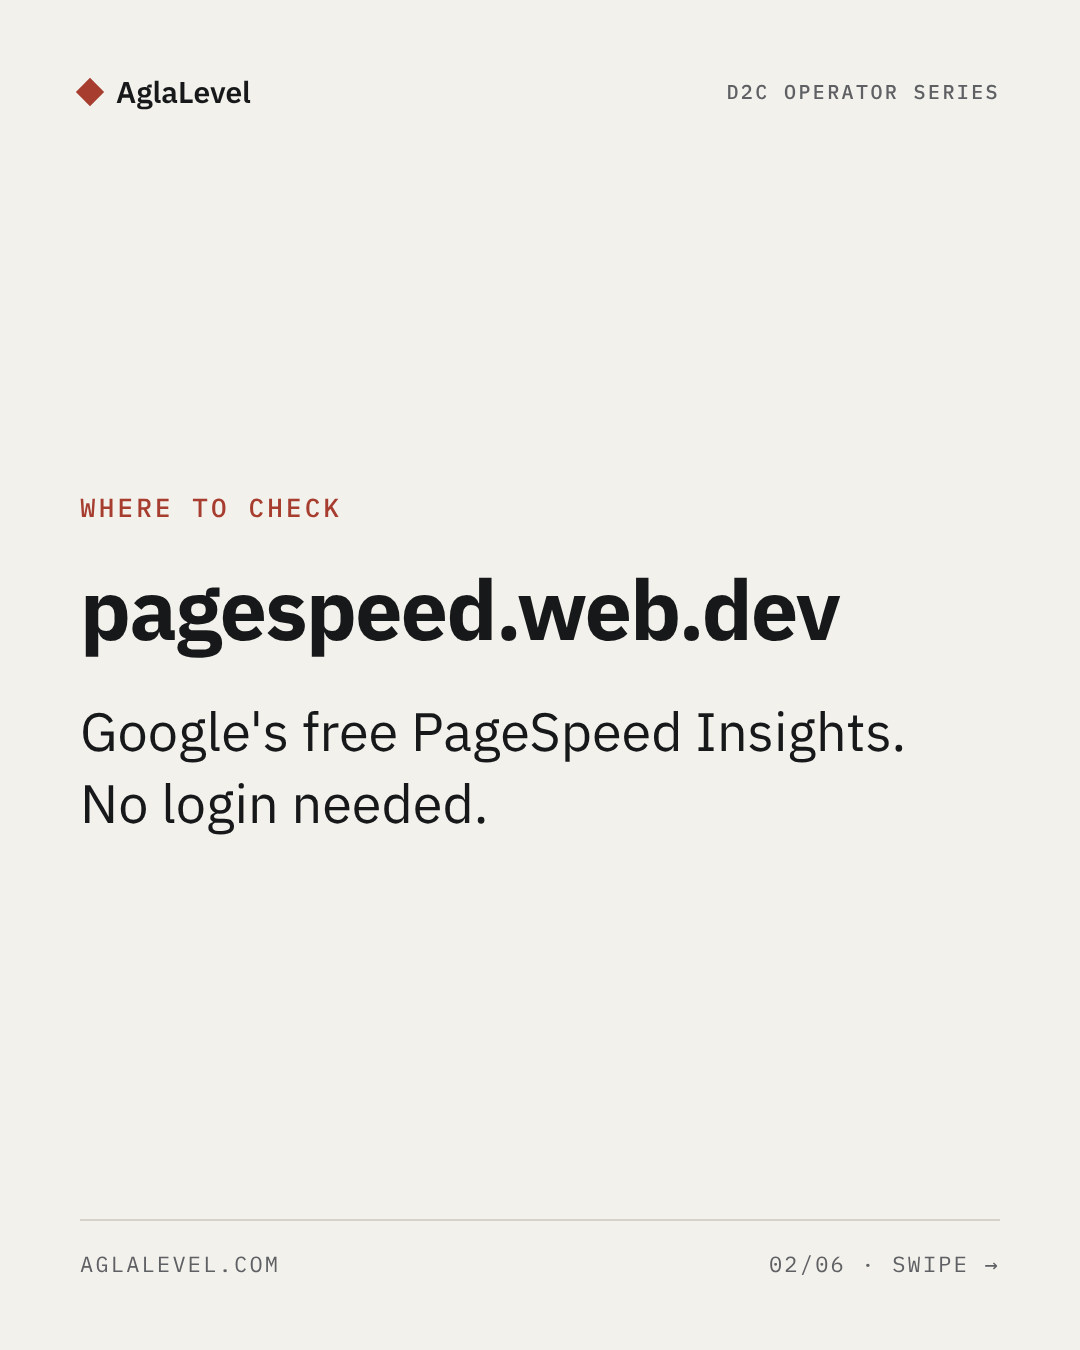 AglaLevel
D2C OPERATOR SERIES
WHERE TO CHECK
pagespeed.web.dev
Google's free PageSpeed Insights.
No login needed.
AGLALEVEL.COM
02/06 · SWIPE →